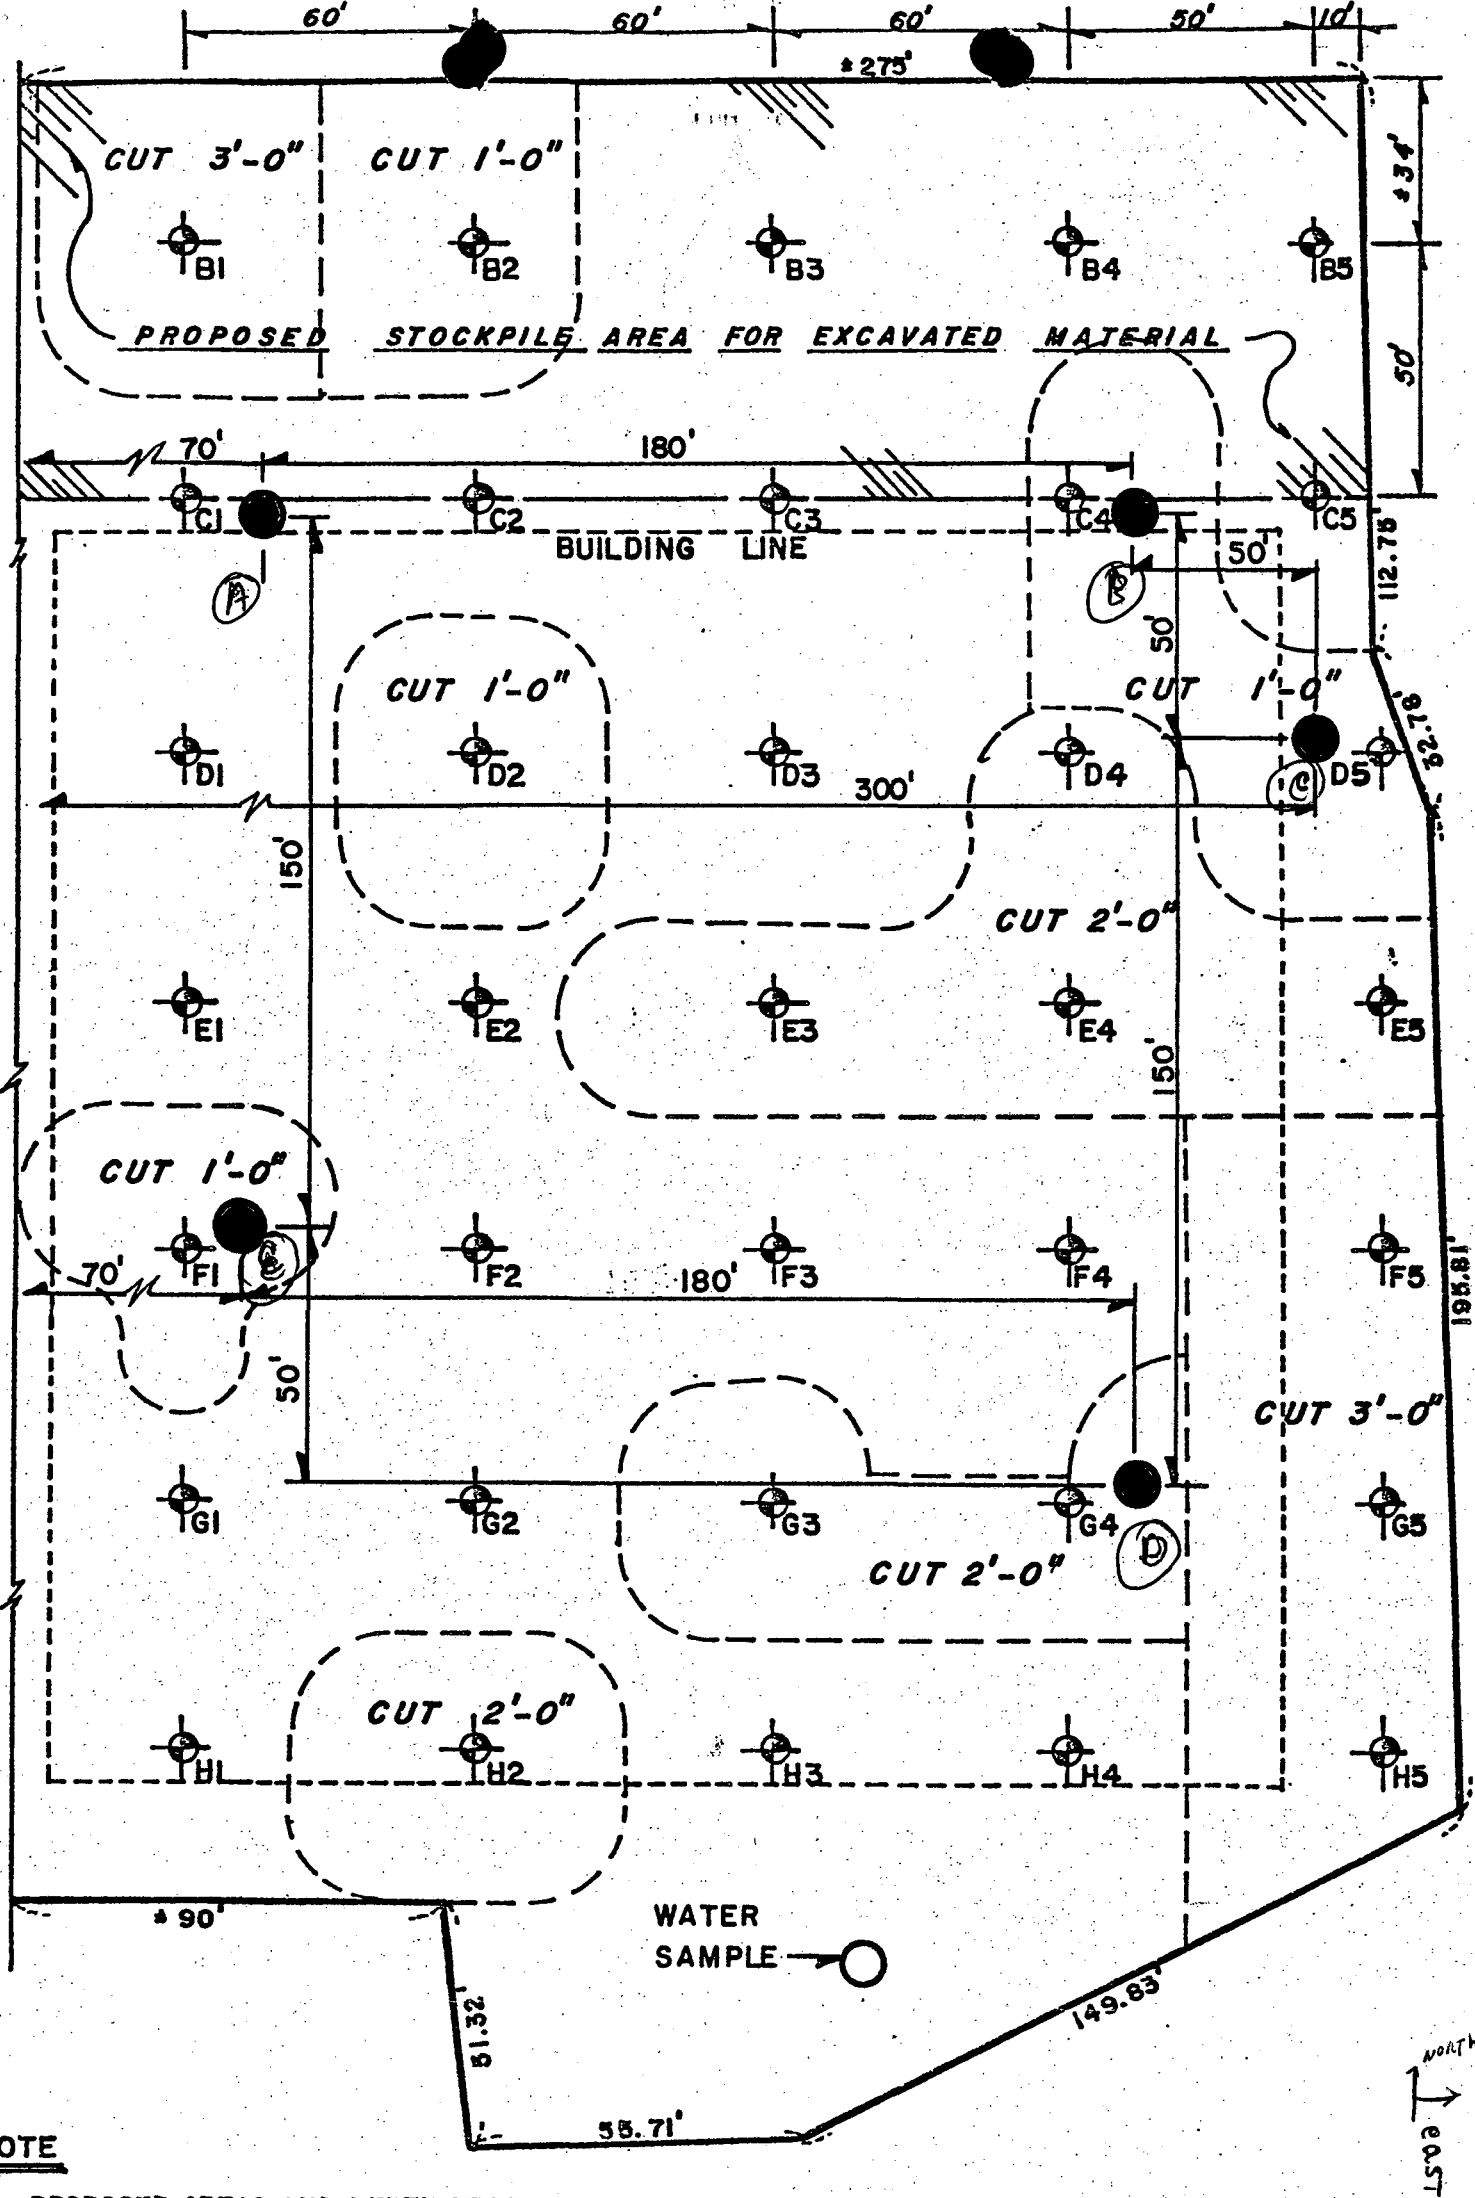 60' 60' 60' 50' 10'
±275'
CUT 3'-0" CUT 1'-0"
±34'
B1 B2 B3 B4 B5
PROPOSED STOCKPILE AREA FOR EXCAVATED MATERIAL
50'
70' 180'
C1 C2 C3 C4 C5
BUILDING LINE
50'
112.75'
A B
50'
CUT 1'-0" CUT 1'-0"
32.78'
D1 D2 D3 D4 D5
C
300'
150'
CUT 2'-0"
E1 E2 E3 E4 E5
150'
CUT 1'-0"
F1 F2 F3 F4 F5
70' 180'
195.81'
50'
CUT 3'-0"
G1 G2 G3 G4 G5
D
CUT 2'-0"
CUT 2'-0"
H1 H2 H3 H4 H5
±90'
WATER
SAMPLE
51.32'
149.83'
55.71'
NORTH
EAST
OTE